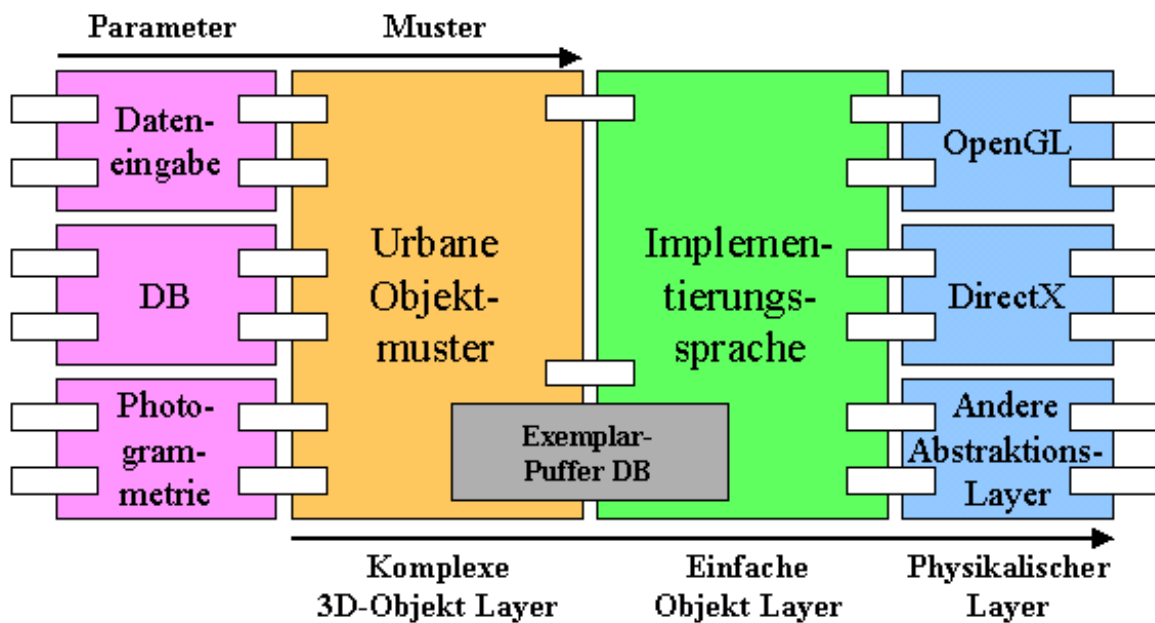 Parameter
Muster
Daten-
eingabe
DB
Photo-
gram-
metrie
Urbane
Objekt-
muster
Exemplar-
Puffer DB
Implemen-
tierungs-
sprache
OpenGL
DirectX
Andere
Abstraktions-
Layer
Komplexe
3D-Objekt Layer
Einfache
Objekt Layer
Physikalischer
Layer